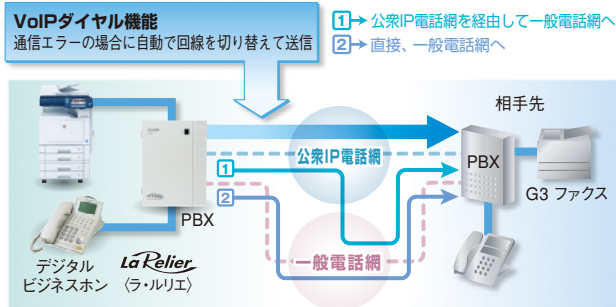 VoIPダイヤル機能
通信エラーの場合に自動で回線を切り替えて送信
1→公衆IP電話網を経由して一般電話網へ
2→直接、一般電話網へ
相手先
公衆IP電話網
PBX
1
G3 ファクス
2
PBX
一般電話網
デジタル
ビジネスホン
La Relier
〈ラ・ルリエ〉